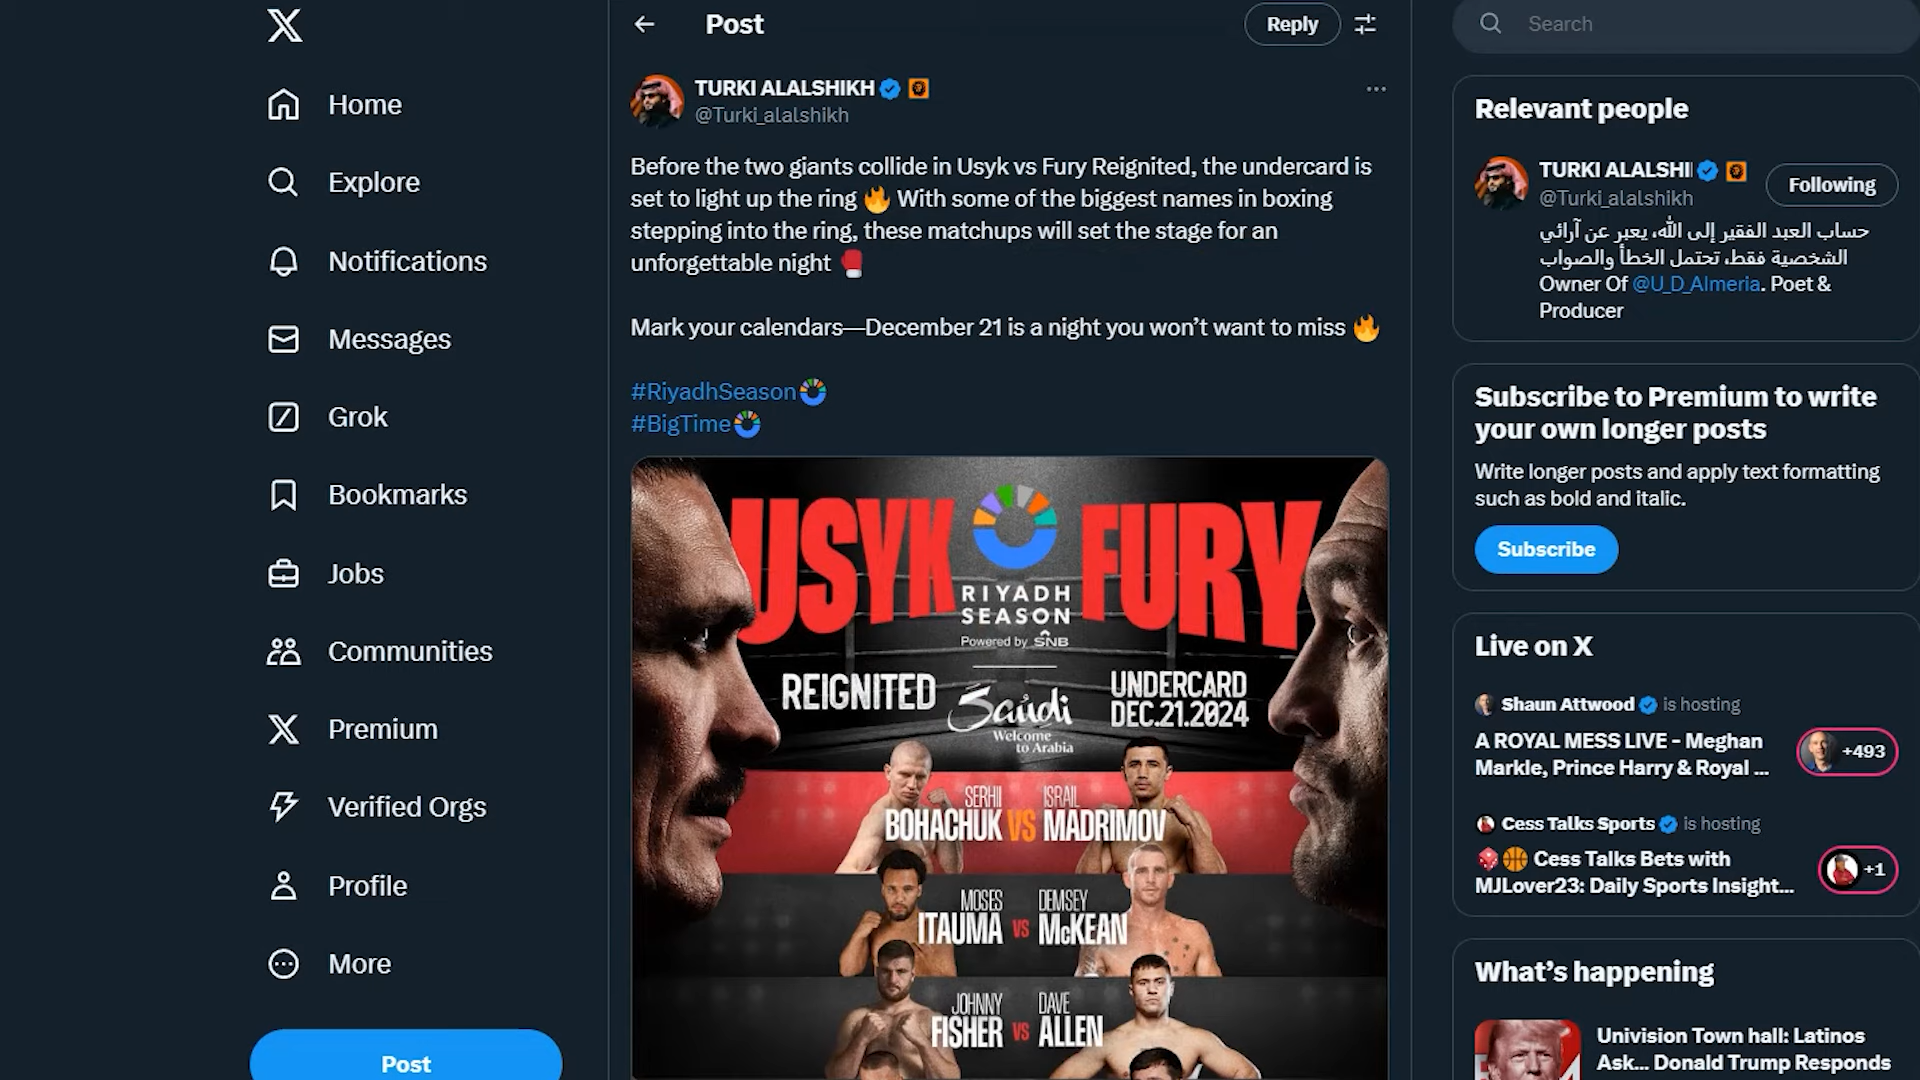 Home
Explore
Notifications
Messages
Grok
Bookmarks
Jobs
Communities
Premium
Verified Orgs
Profile
More
Post
Post
Reply
TURKI ALALSHIKH
@Turki_alalshikh
Before the two giants collide in Usyk vs Fury Reignited, the undercard is
set to light up the ring 🔥 With some of the biggest names in boxing
stepping into the ring, these matchups will set the stage for an
unforgettable night 🥊
Mark your calendars—December 21 is a night you won’t want to miss 🔥
#RiyadhSeason
#BigTime
USYK FURY
RIYADH
SEASON
Powered by SNB
REIGNITED
Saudi
Welcome
to Arabia
UNDERCARD
DEC.21.2024
SERHII BOHACHUK VS ISRAIL MADRIMOV
MOSES ITAUMA VS DEMSEY McKEAN
JOHNNY FISHER VS DAVE ALLEN
Search
Relevant people
TURKI ALALSHI
@Turki_alalshikh
Following
حساب العبد الفقير إلى الله، يعبر عن آرائي
الشخصية فقط، تحتمل الخطأ والصواب
Owner Of @U_D_Almeria. Poet &
Producer
Subscribe to Premium to write
your own longer posts
Write longer posts and apply text formatting
such as bold and italic.
Subscribe
Live on X
Shaun Attwood is hosting
A ROYAL MESS LIVE - Meghan
Markle, Prince Harry & Royal ...
+493
Cess Talks Sports is hosting
🎲🏀 Cess Talks Bets with
MJLover23: Daily Sports Insight...
+1
What’s happening
Univision Town hall: Latinos
Ask... Donald Trump Responds